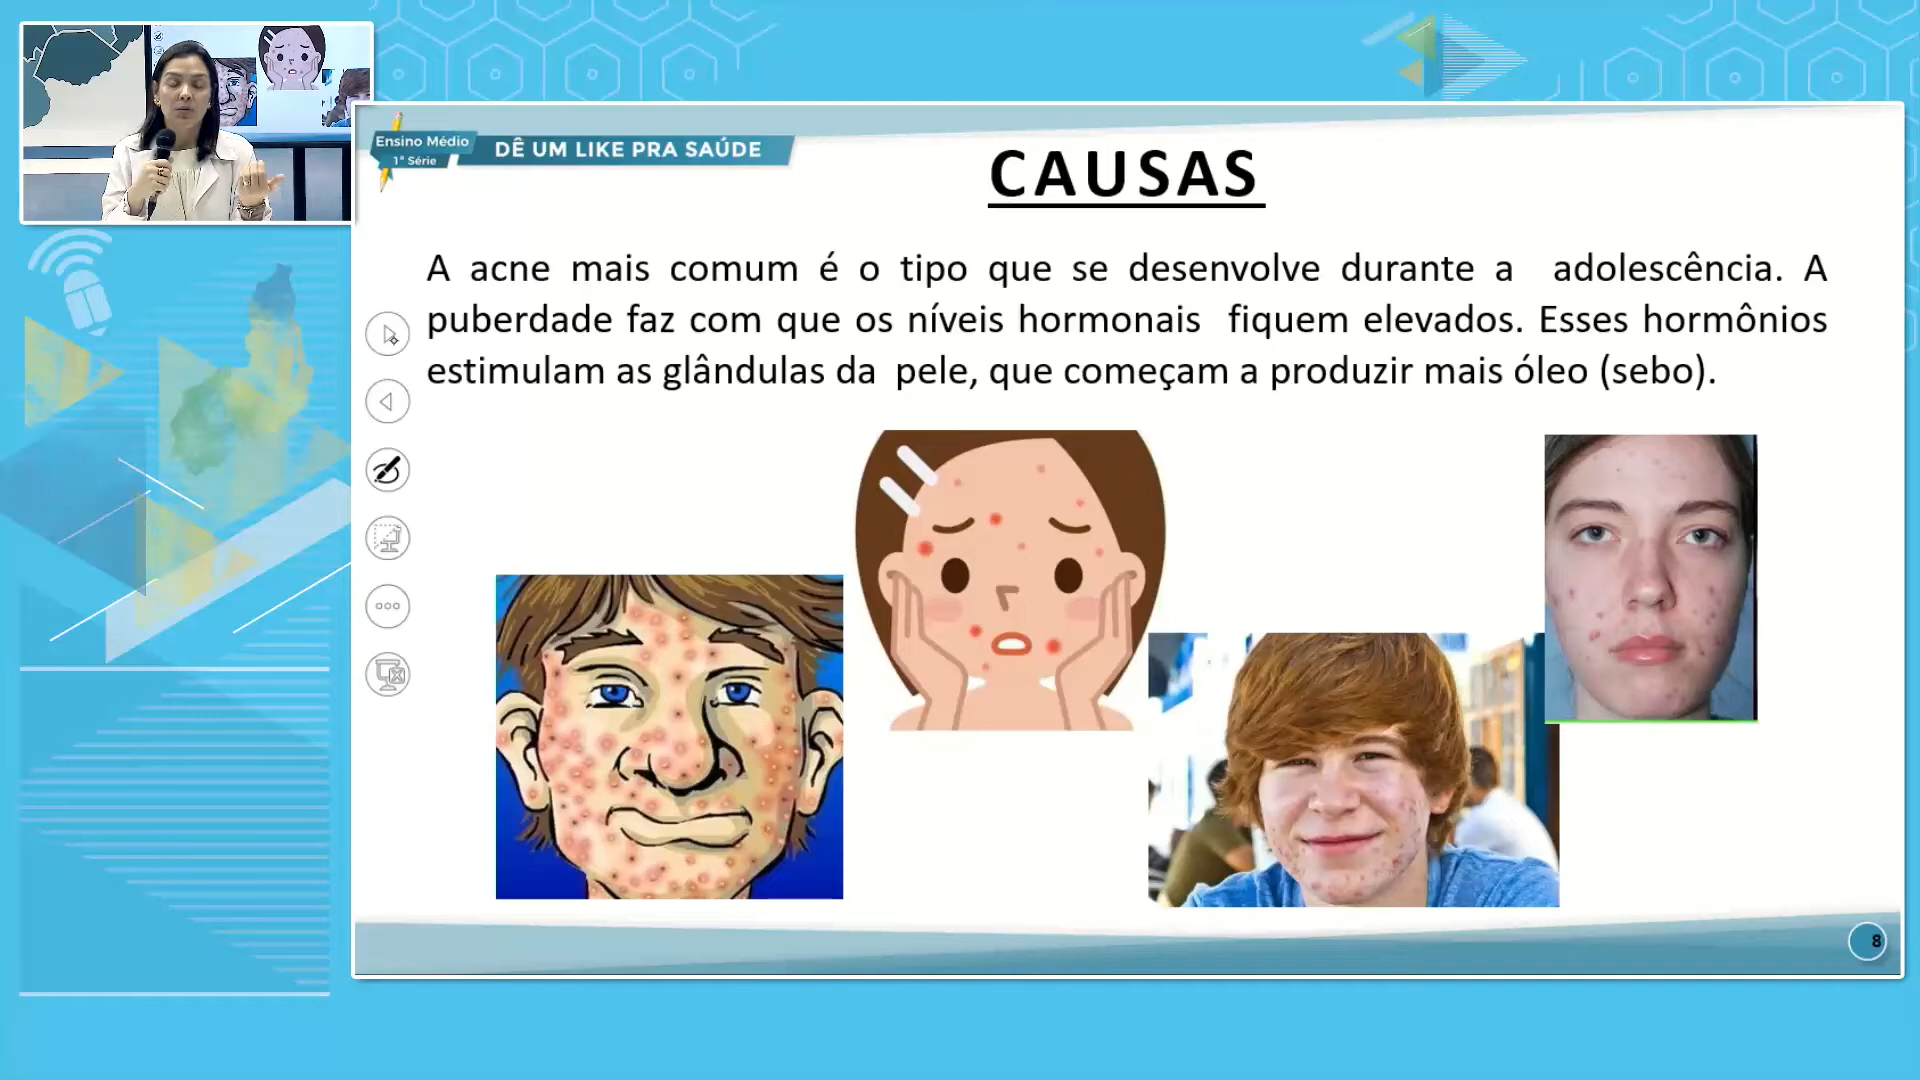 Ensino Médio
1ª Série
DÊ UM LIKE PRA SAÚDE
CAUSAS
A acne mais comum é o tipo que se desenvolve durante a adolescência. A
puberdade faz com que os níveis hormonais fiquem elevados. Esses hormônios
estimulam as glândulas da pele, que começam a produzir mais óleo (sebo).
8